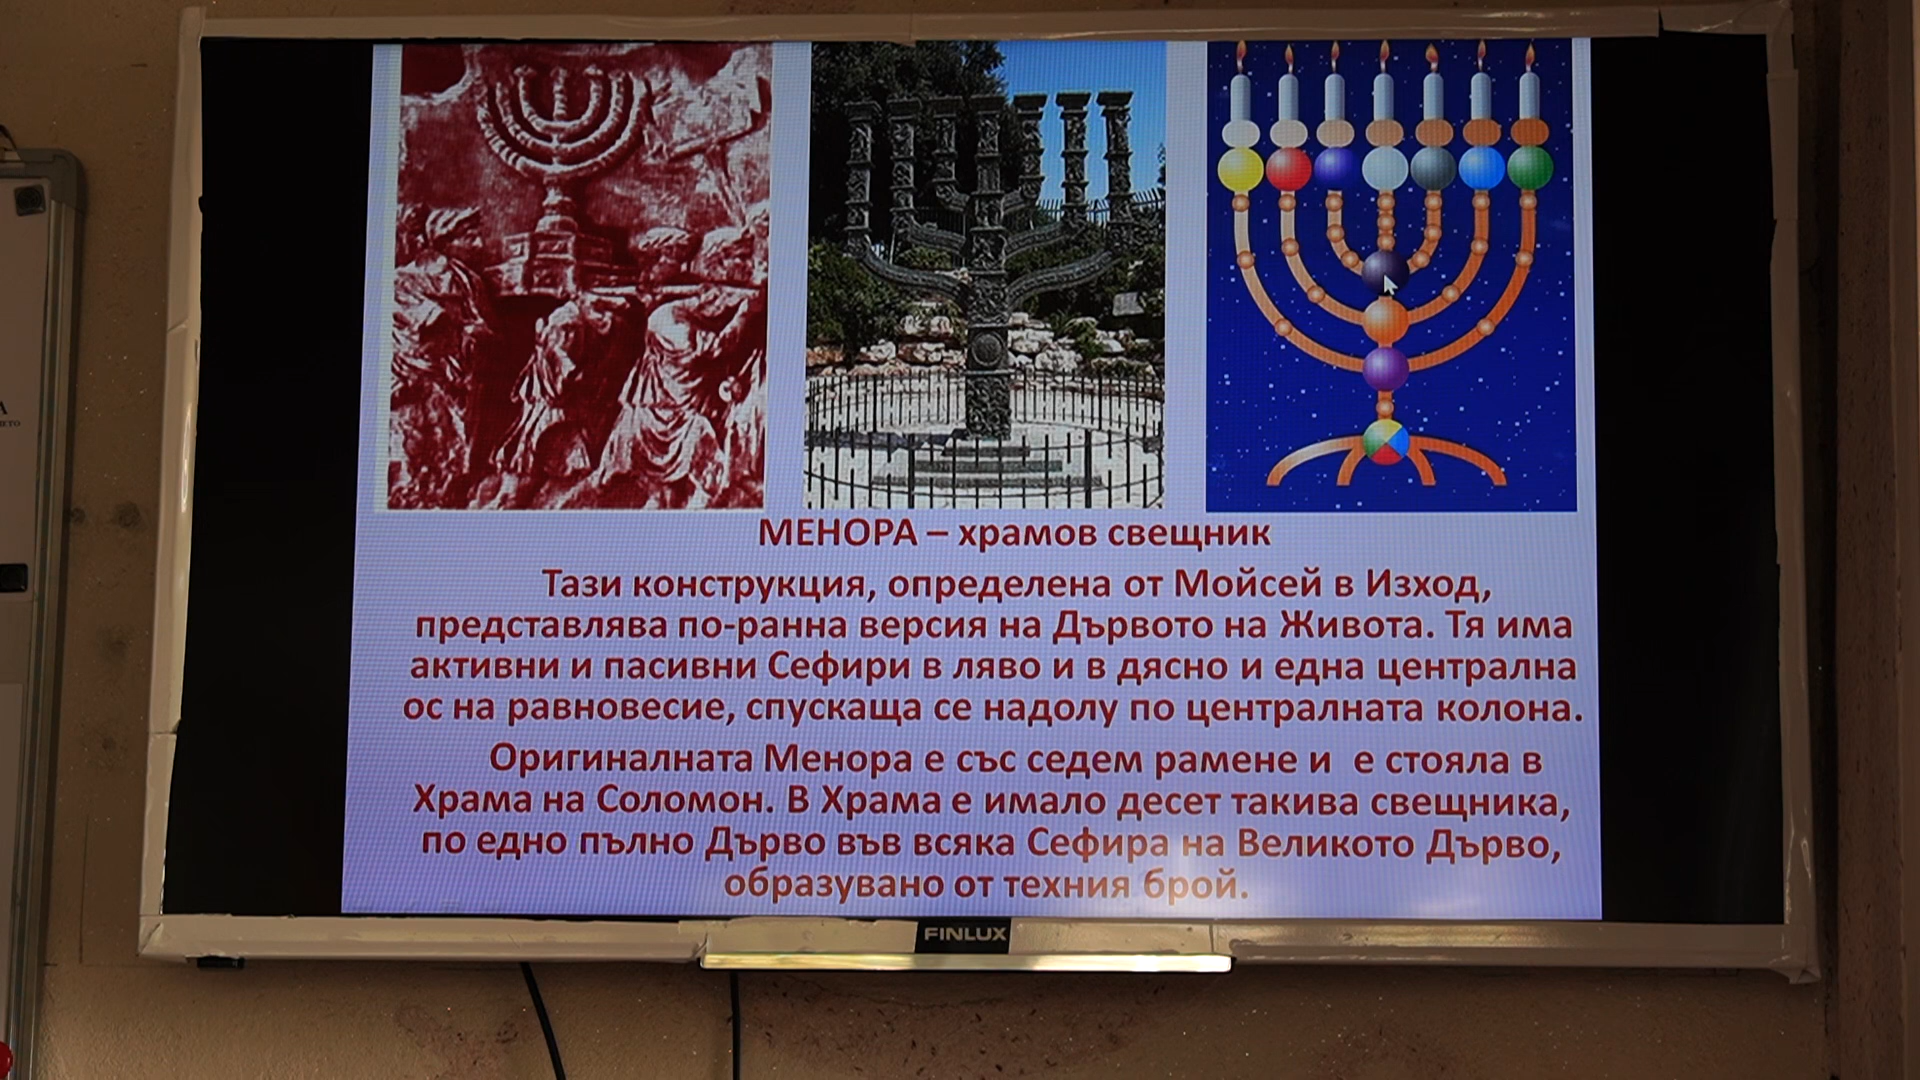 МЕНОРА – храмов свещник
Тази конструкция, определена от Мойсей в Изход,
представлява по-ранна версия на Дървото на Живота. Тя има
активни и пасивни Сефири в ляво и в дясно и една централна
ос на равновесие, спускаща се надолу по централната колона.
Оригиналната Менора е със седем рамене и е стояла в
Храма на Соломон. В Храма е имало десет такива свещника,
по едно пълно Дърво във всяка Сефира на Великото Дърво,
образувано от техния брой.
FINLUX